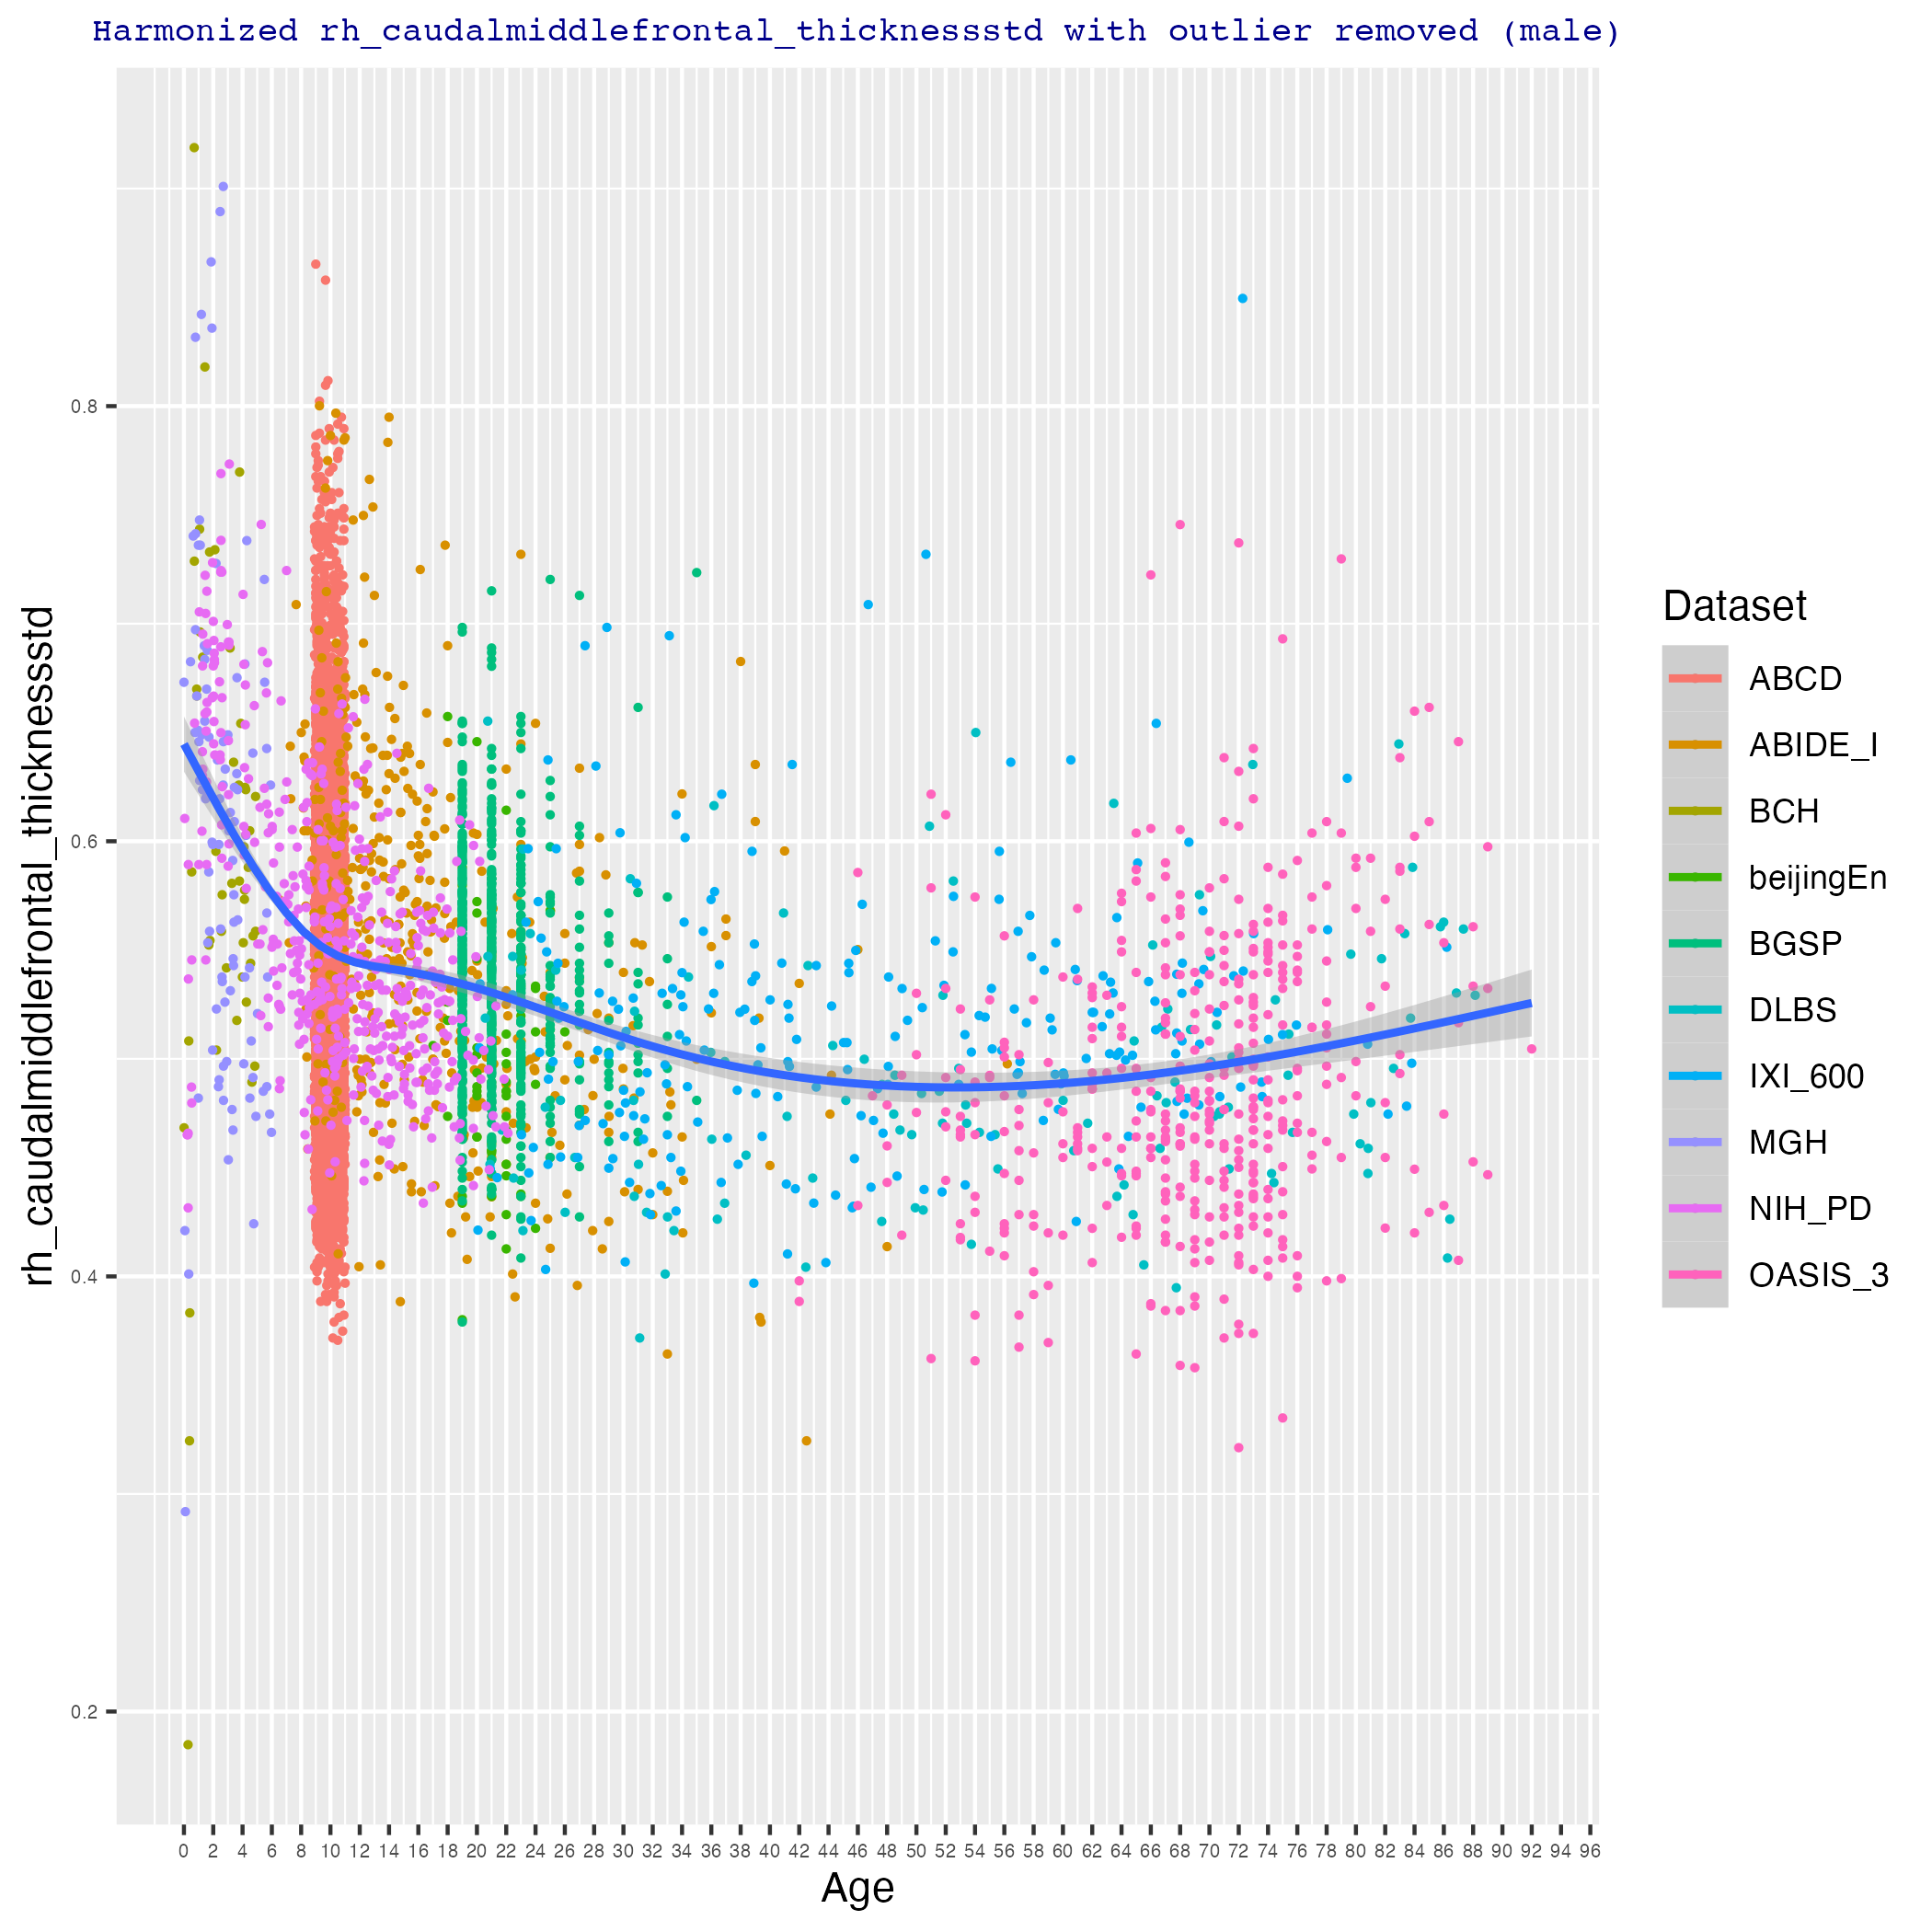 Harmonized rh_caudalmiddlefrontal_thicknessstd with outlier removed (male)
rh_caudalmiddlefrontal_thicknessstd
0.8
0.6
0.4
0.2
0 2 4 6 8 10 12 14 16 18 20 22 24 26 28 30 32 34 36 38 40 42 44 46 48 50 52 54 56 58 60 62 64 66 68 70 72 74 76 78 80 82 84 86 88 90 92 94 96
Age
Dataset
ABCD
ABIDE_I
BCH
beijingEn
BGSP
DLBS
IXI_600
MGH
NIH_PD
OASIS_3